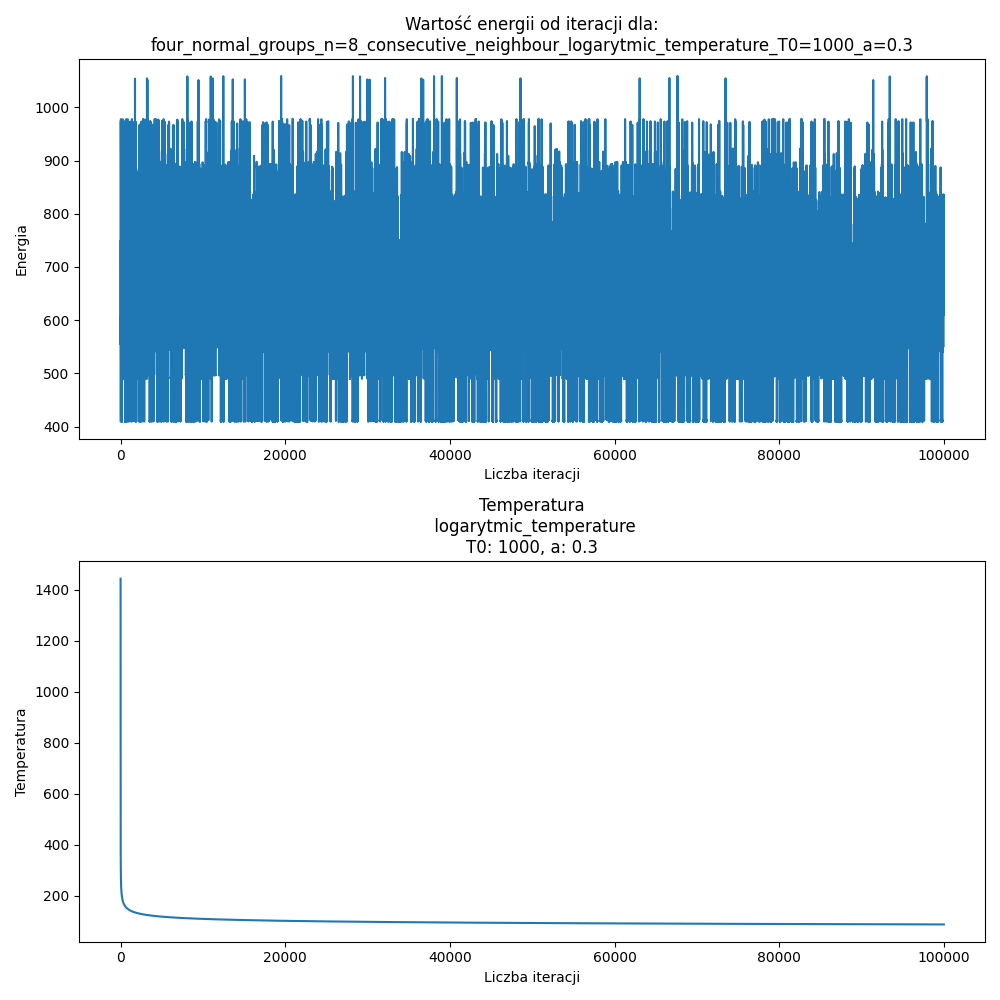 Wartość energii od iteracji dla:
four_normal_groups_n=8_consecutive_neighbour_logarytmic_temperature_T0=1000_a=0.3
1000
900
800
700
600
500
400
Energia
0
20000
40000
60000
80000
100000
Liczba iteracji
Temperatura
logarytmic_temperature
T0: 1000, a: 0.3
1400
1200
1000
800
600
400
200
Temperatura
0
20000
40000
60000
80000
100000
Liczba iteracji